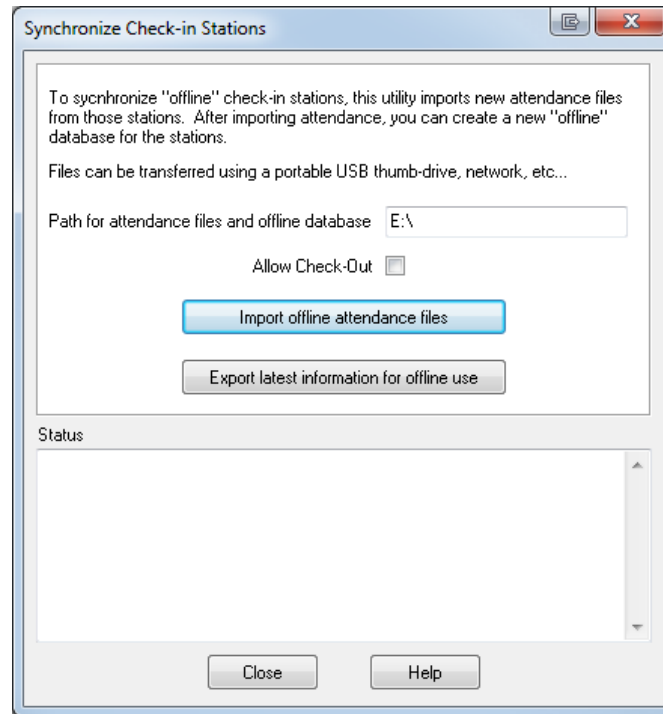 Synchronize Check-in Stations
To sycnhronize "offline" check-in stations, this utility imports new attendance files
from those stations.  After importing attendance, you can create a new "offline"
database for the stations.
Files can be transferred using a portable USB thumb-drive, network, etc...
Path for attendance files and offline database E:\
Allow Check-Out
Import offline attendance files
Export latest information for offline use
Status
Close Help